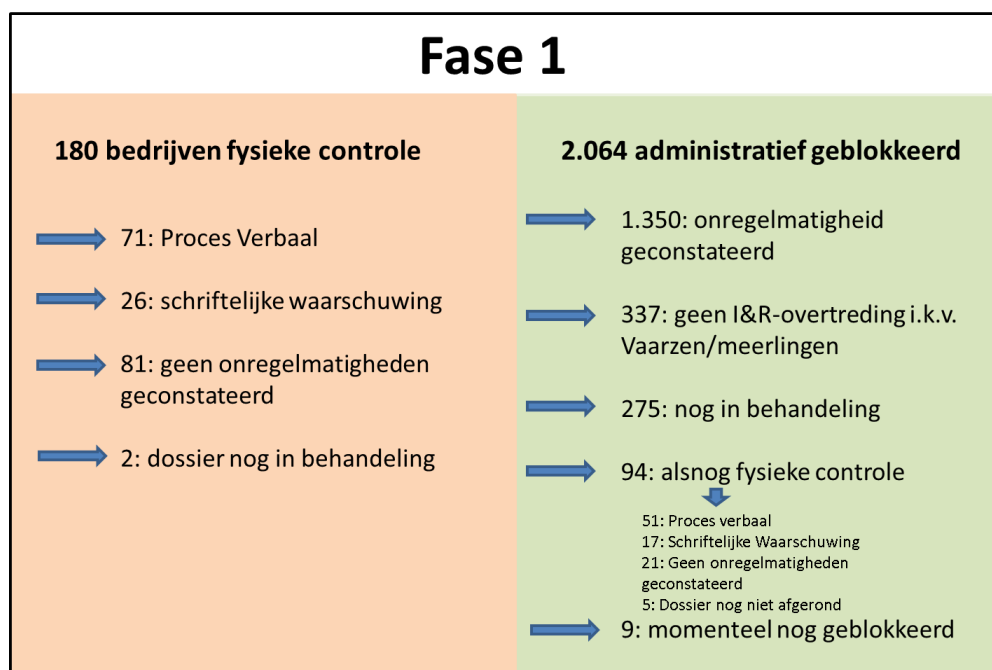 Fase 1
180 bedrijven fysieke controle
71: Proces Verbaal
26: schriftelijke waarschuwing
81: geen onregelmatigheden
geconstateerd
2: dossier nog in behandeling
2.064 administratief geblokkeerd
1.350: onregelmatigheid
geconstateerd
337: geen I&R-overtreding i.k.v.
Vaarzen/meerlingen
275: nog in behandeling
94: alsnog fysieke controle
51: Proces verbaal
17: Schriftelijke Waarschuwing
21: Geen onregelmatigheden
geconstateerd
5: Dossier nog niet afgerond
9: momenteel nog geblokkeerd